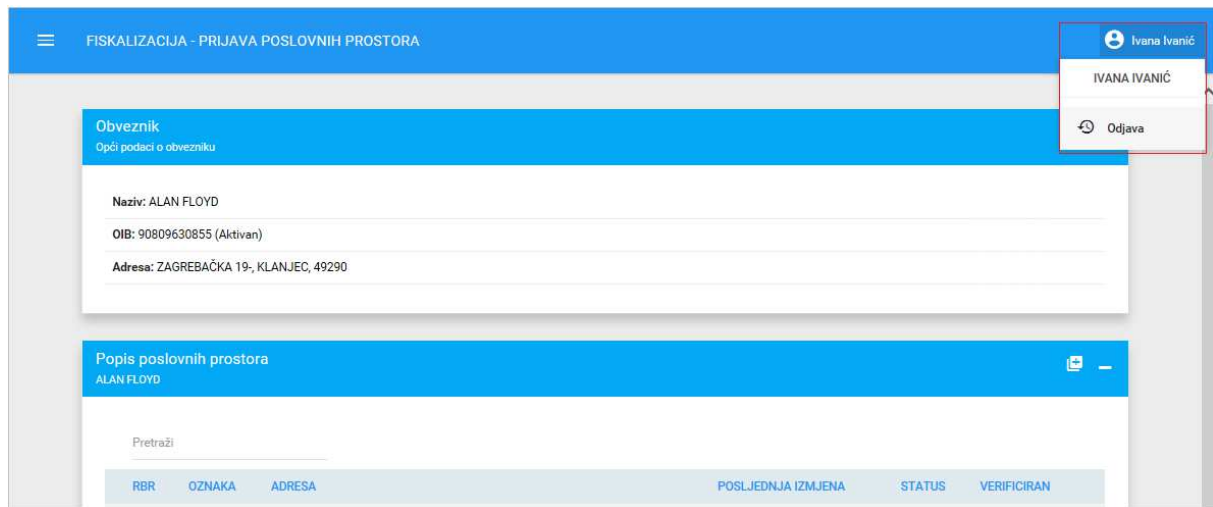 FISKALIZACIJA - PRIJAVA POSLOVNIH PROSTORA
Ivana Ivanić
IVANA IVANIĆ
Odjava
Obveznik
Opći podaci o obvezniku
Naziv: ALAN FLOYD
OIB: 90809630855 (Aktivan)
Adresa: ZAGREBAČKA 19-, KLANJEC, 49290
Popis poslovnih prostora
ALAN FLOYD
Pretraži
RBR OZNAKA ADRESA POSLJEDNJA IZMJENA STATUS VERIFICIRAN